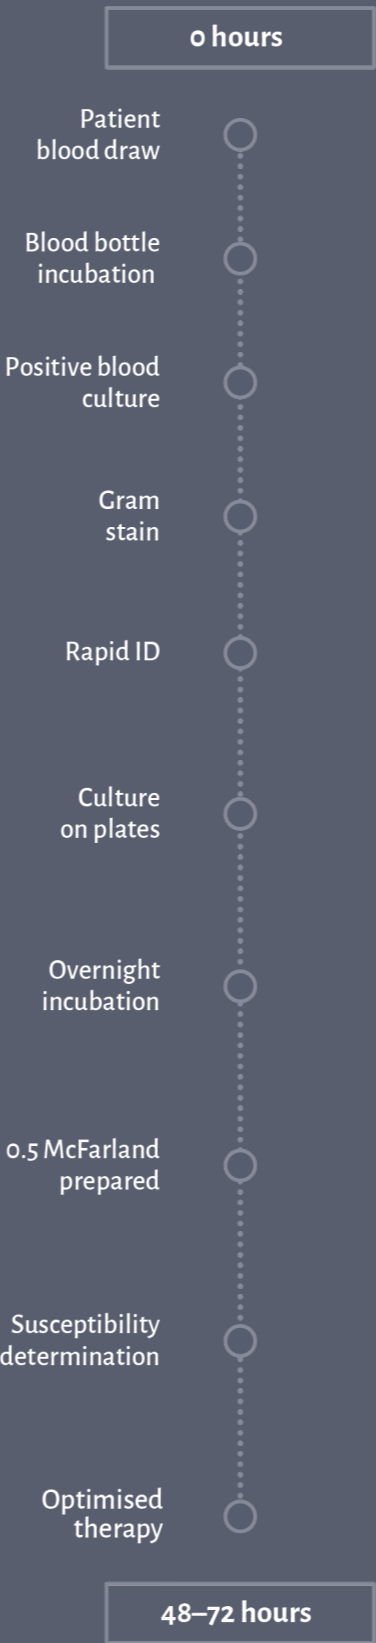 0 hours
Patient
blood draw
Blood bottle
incubation
Positive blood
culture
Gram
stain
Rapid ID
Culture
on plates
Overnight
incubation
0.5 McFarland
prepared
Susceptibility
determination
Optimised
therapy
48–72 hours